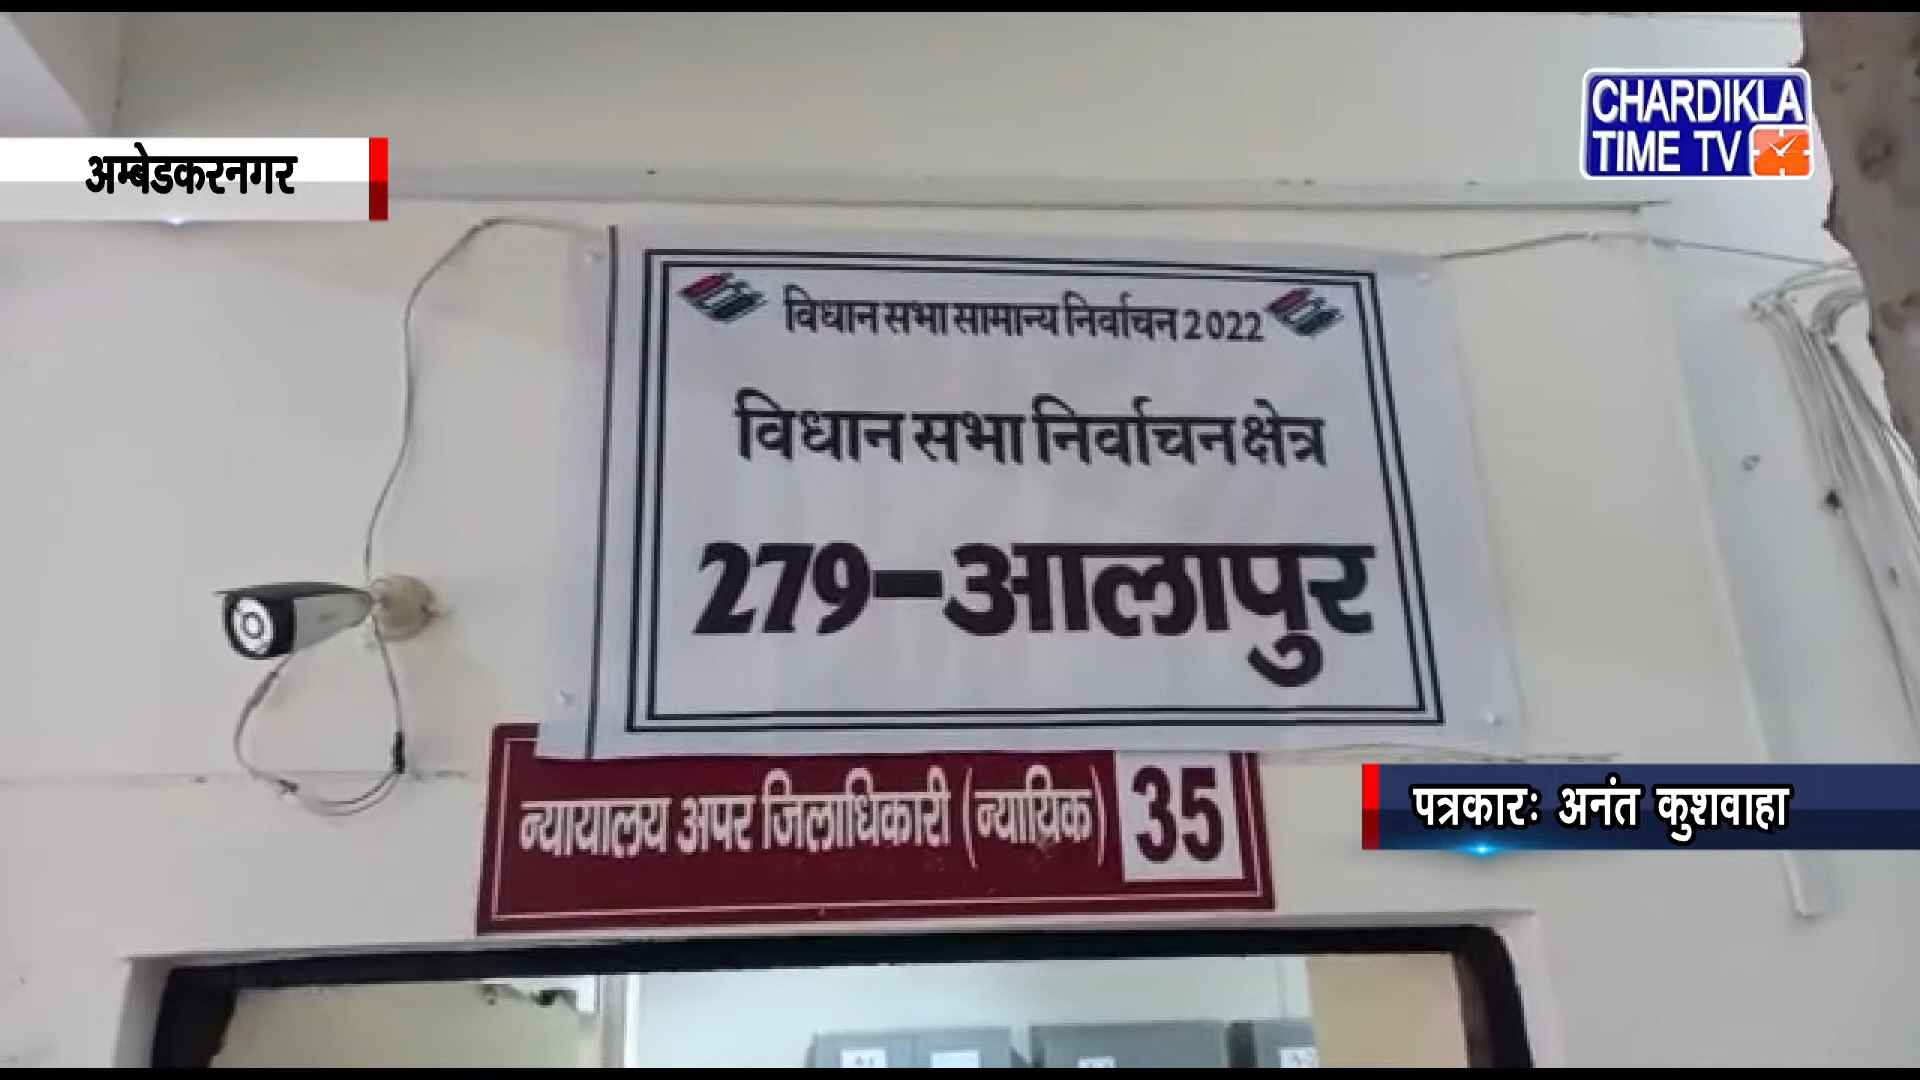 CHARDIKLA
TIME TV
अम्बेडकरनगर
विधान सभा सामान्य निर्वाचन 2022
विधान सभा निर्वाचन क्षेत्र
279-आलापुर
न्यायालय अपर जिलाधिकारी (न्यायिक) 35
पत्रकारः अनंत कुशवाहा